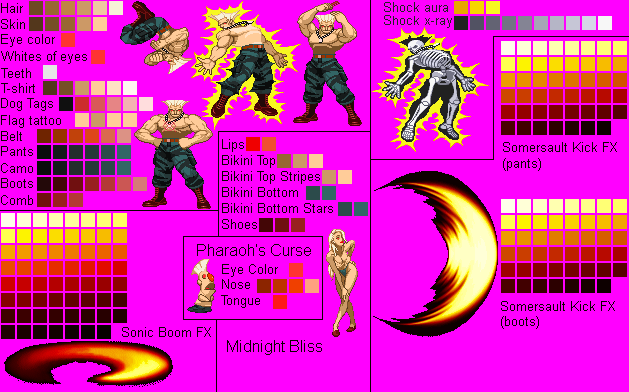 Hair
Skin
Eye color
Whites of eyes
Teeth
T-shirt
Dog Tags
Flag tattoo
Belt
Pants
Camo
Boots
Comb
Shock aura
Shock x-ray
Somersault Kick FX
(pants)
Lips
Bikini Top
Bikini Top Stripes
Bikini Bottom
Bikini Bottom Stars
Shoes
Pharaoh's Curse
Eye Color
Nose
Tongue
Midnight Bliss
Sonic Boom FX
Somersault Kick FX
(boots)